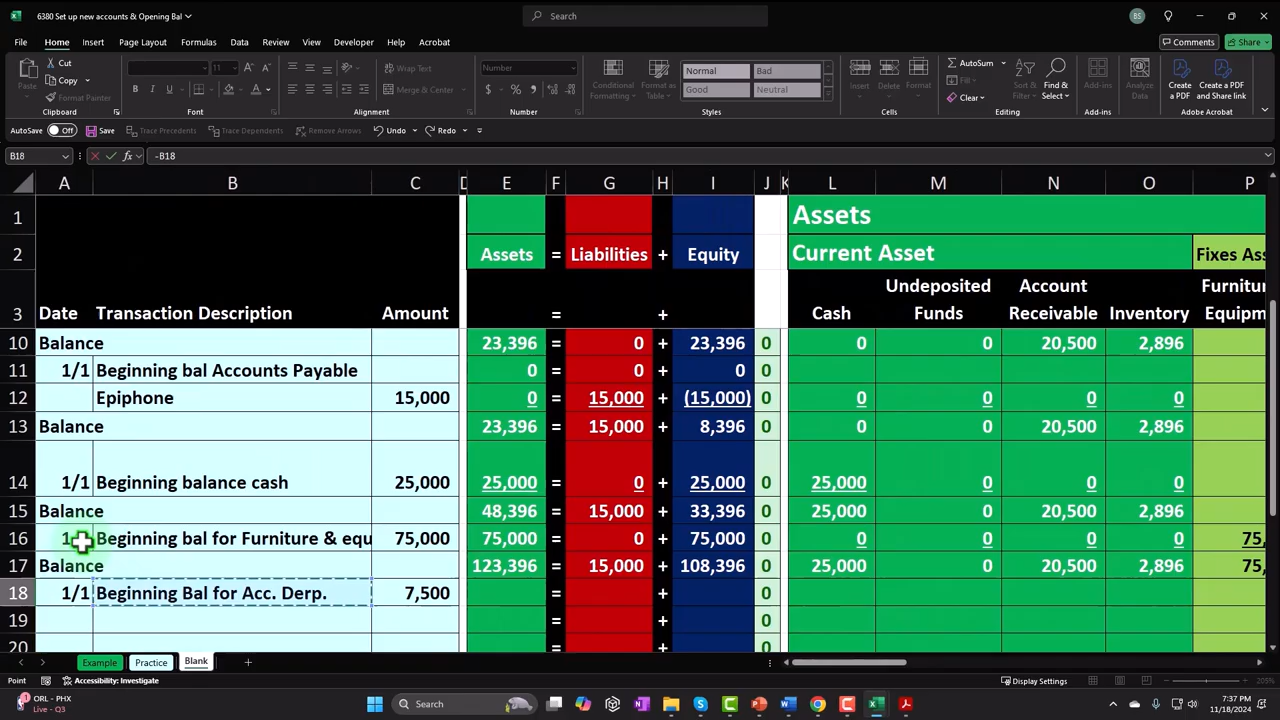 6380 Set up new accounts & Opening Bal
Search
BS
File Home Insert Page Layout Formulas Data Review View Developer Help Acrobat
Comments Share
Paste Cut Copy Format Painter
Clipboard
11
Font
Wrap Text
Merge & Center
Alignment
Number
Number
Conditional Formatting
Format as Table
Normal Bad
Good Neutral
Styles
Insert Delete Format
Cells
AutoSum Fill Clear
Sort & Filter
Find & Select
Editing
Add-ins
Add-ins
Analyze Data
Create a PDF
Create a PDF and Share link
Adobe Acrobat
AutoSave Off Save Trace Precedents Trace Dependents Remove Arrows Undo Redo
B18 fx -B18
A B C D E F G H I J K L M N O P
1 Assets
2 Assets = Liabilities + Equity Current Asset Fixes Ass
Undeposited Account Furnitur
3 Date Transaction Description Amount = + Cash Funds Receivable Inventory Equipm
10 Balance 23,396 = 0 + 23,396 0 0 0 20,500 2,896
11 1/1 Beginning bal Accounts Payable 0 = 0 + 0 0
12 Epiphone 15,000 0 = 15,000 + (15,000) 0 0 0 0 0
13 Balance 23,396 = 15,000 + 8,396 0 0 0 20,500 2,896
14 1/1 Beginning balance cash 25,000 25,000 = 0 + 25,000 0 25,000 0 0 0
15 Balance 48,396 = 15,000 + 33,396 0 25,000 0 20,500 2,896
16 1 Beginning bal for Furniture & equ 75,000 75,000 = 0 + 75,000 0 0 0 0 0 75,
17 Balance 123,396 = 15,000 + 108,396 0 25,000 0 20,500 2,896 75,
18 1/1 Beginning Bal for Acc. Derp. 7,500 = + 0
19 = + 0
20 = + 0
Example Practice Blank
Point Accessibility: Investigate Display Settings 205%
ORL - PHX
Live - Q3
Search
7:37 PM
11/18/2024